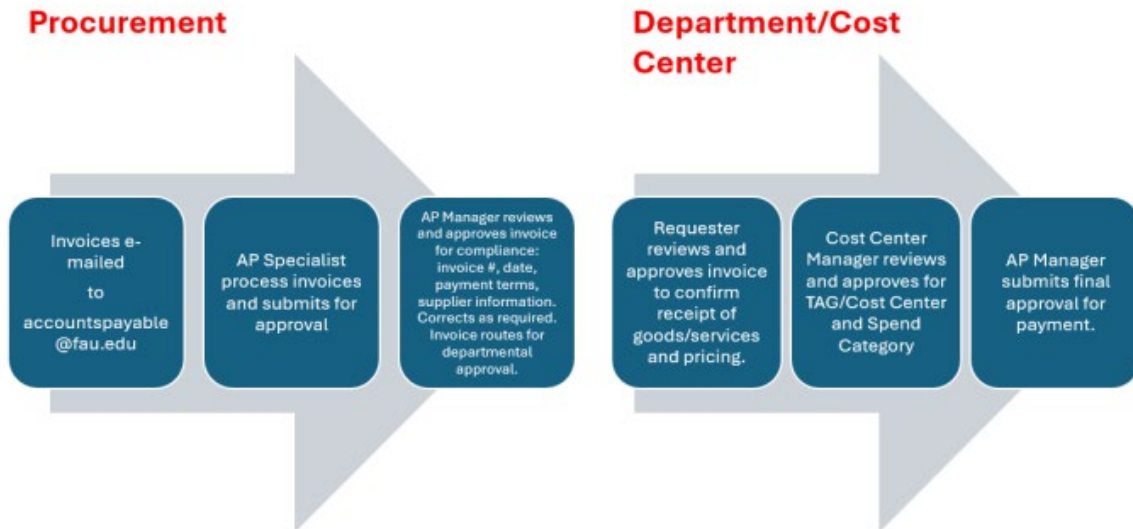 Procurement
Department/Cost
Center
Invoices e-
mailed
to
accountspayable
@fau.edu
AP Specialist
process invoices
and submits for
approval
AP Manager reviews
and approves invoice
for compliance:
invoice #, date,
payment terms,
supplier information.
Corrects as required.
Invoice routes for
departmental
approval.
Requester
reviews and
approves invoice
to confirm
receipt of
goods/services
and pricing.
Cost Center
Manager reviews
and approves for
TAG/Cost Center
and Spend
Category
AP Manager
submits final
approval for
payment.